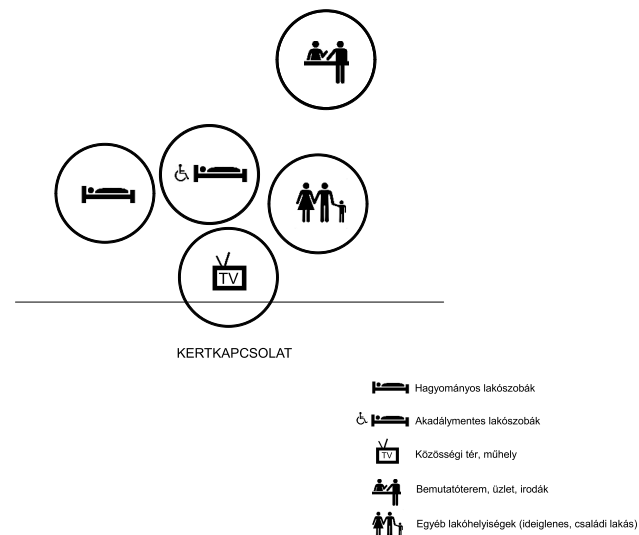 TV
KERTKAPCSOLAT
Hagyományos lakószobák
Akadálymentes lakószobák
TV
Közösségi tér, műhely
Bemutatóterem, üzlet, irodák
Egyéb lakóhelyiségek (ideiglenes, családi lakás)